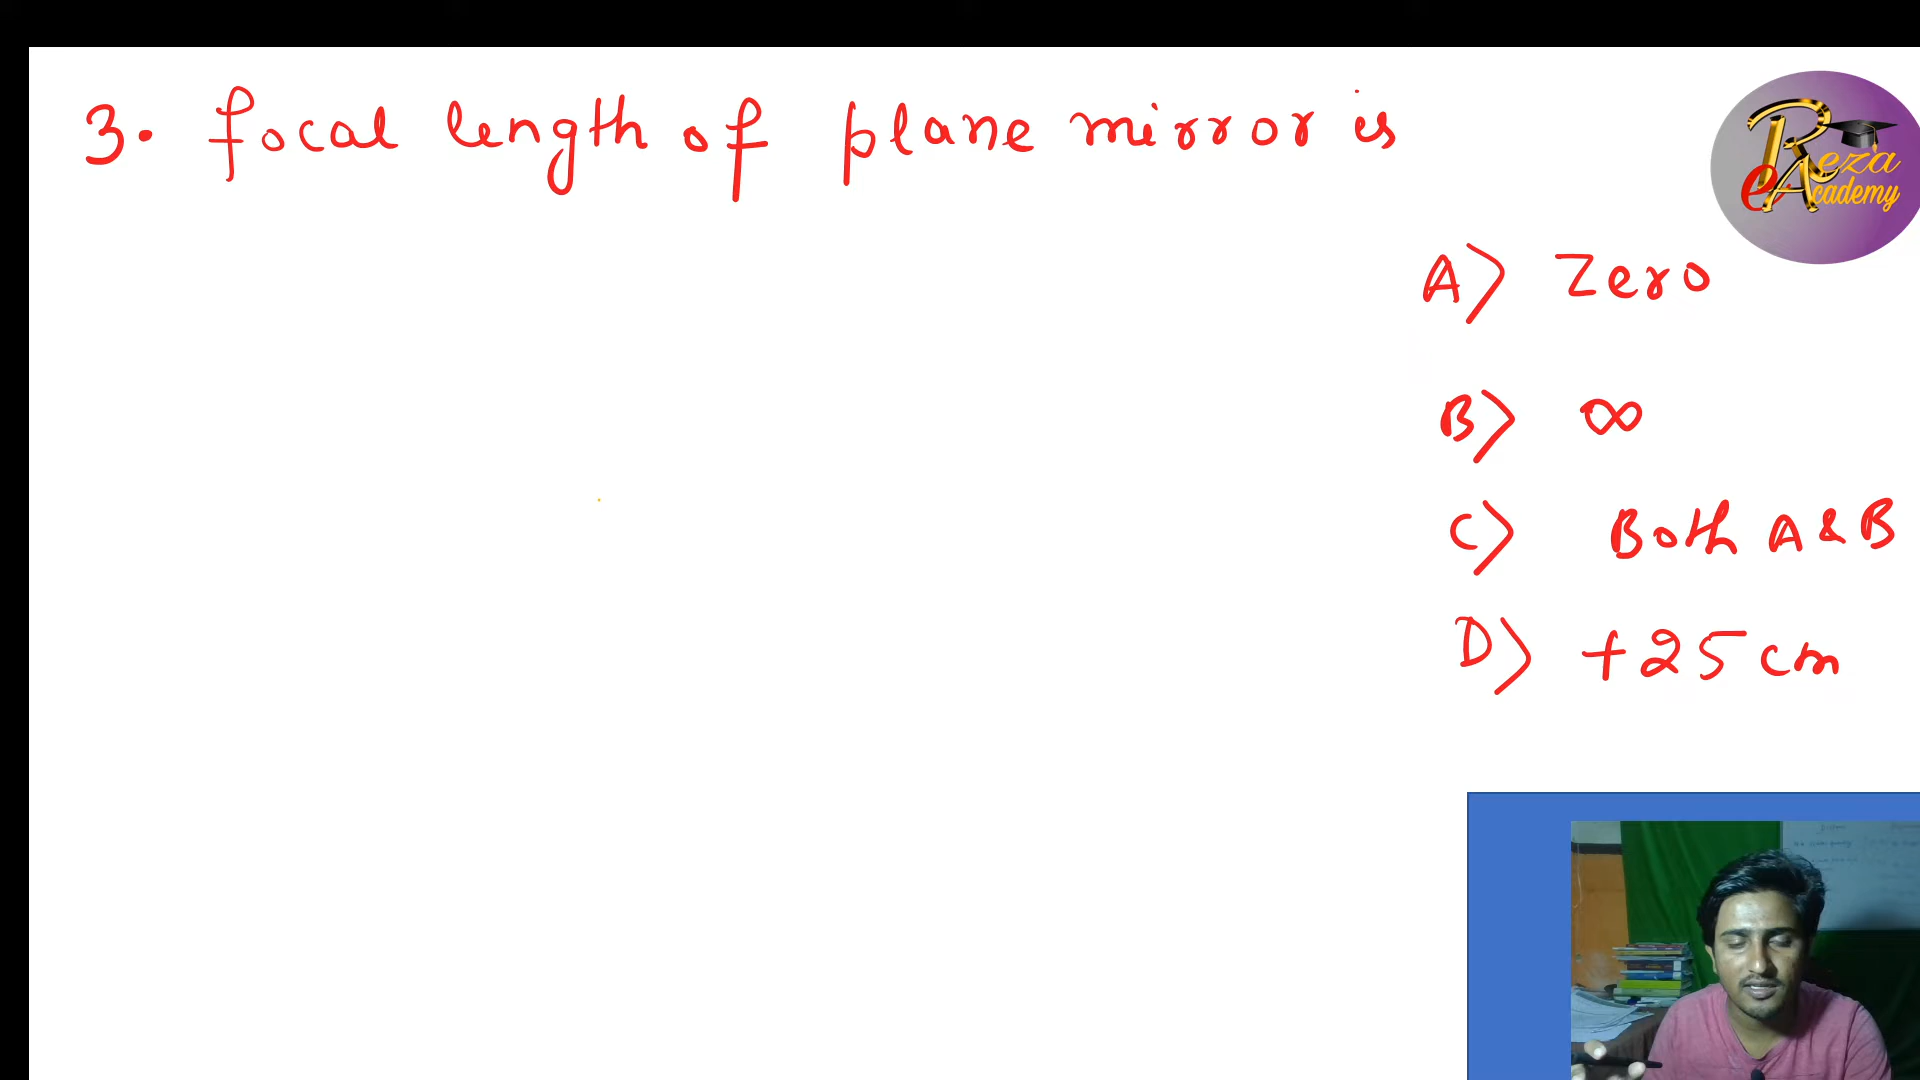 3. focal length of plane mirror is
Reza
eAcademy
A) Zero
B) ∞
C) Both A & B
D) +25 cm